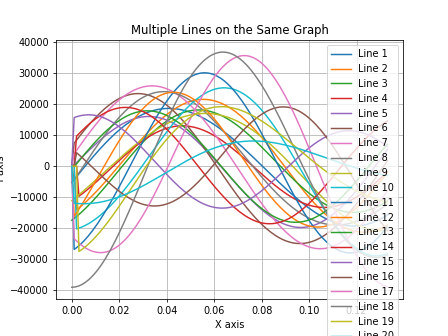 Multiple Lines on the Same Graph
40000
30000
20000
10000
0
−10000
−20000
−30000
−40000
0.00 0.02 0.04 0.06 0.08 0.10
X axis
Line 1
Line 2
Line 3
Line 4
Line 5
Line 6
Line 7
Line 8
Line 9
Line 10
Line 11
Line 12
Line 13
Line 14
Line 15
Line 16
Line 17
Line 18
Line 19
Line 20